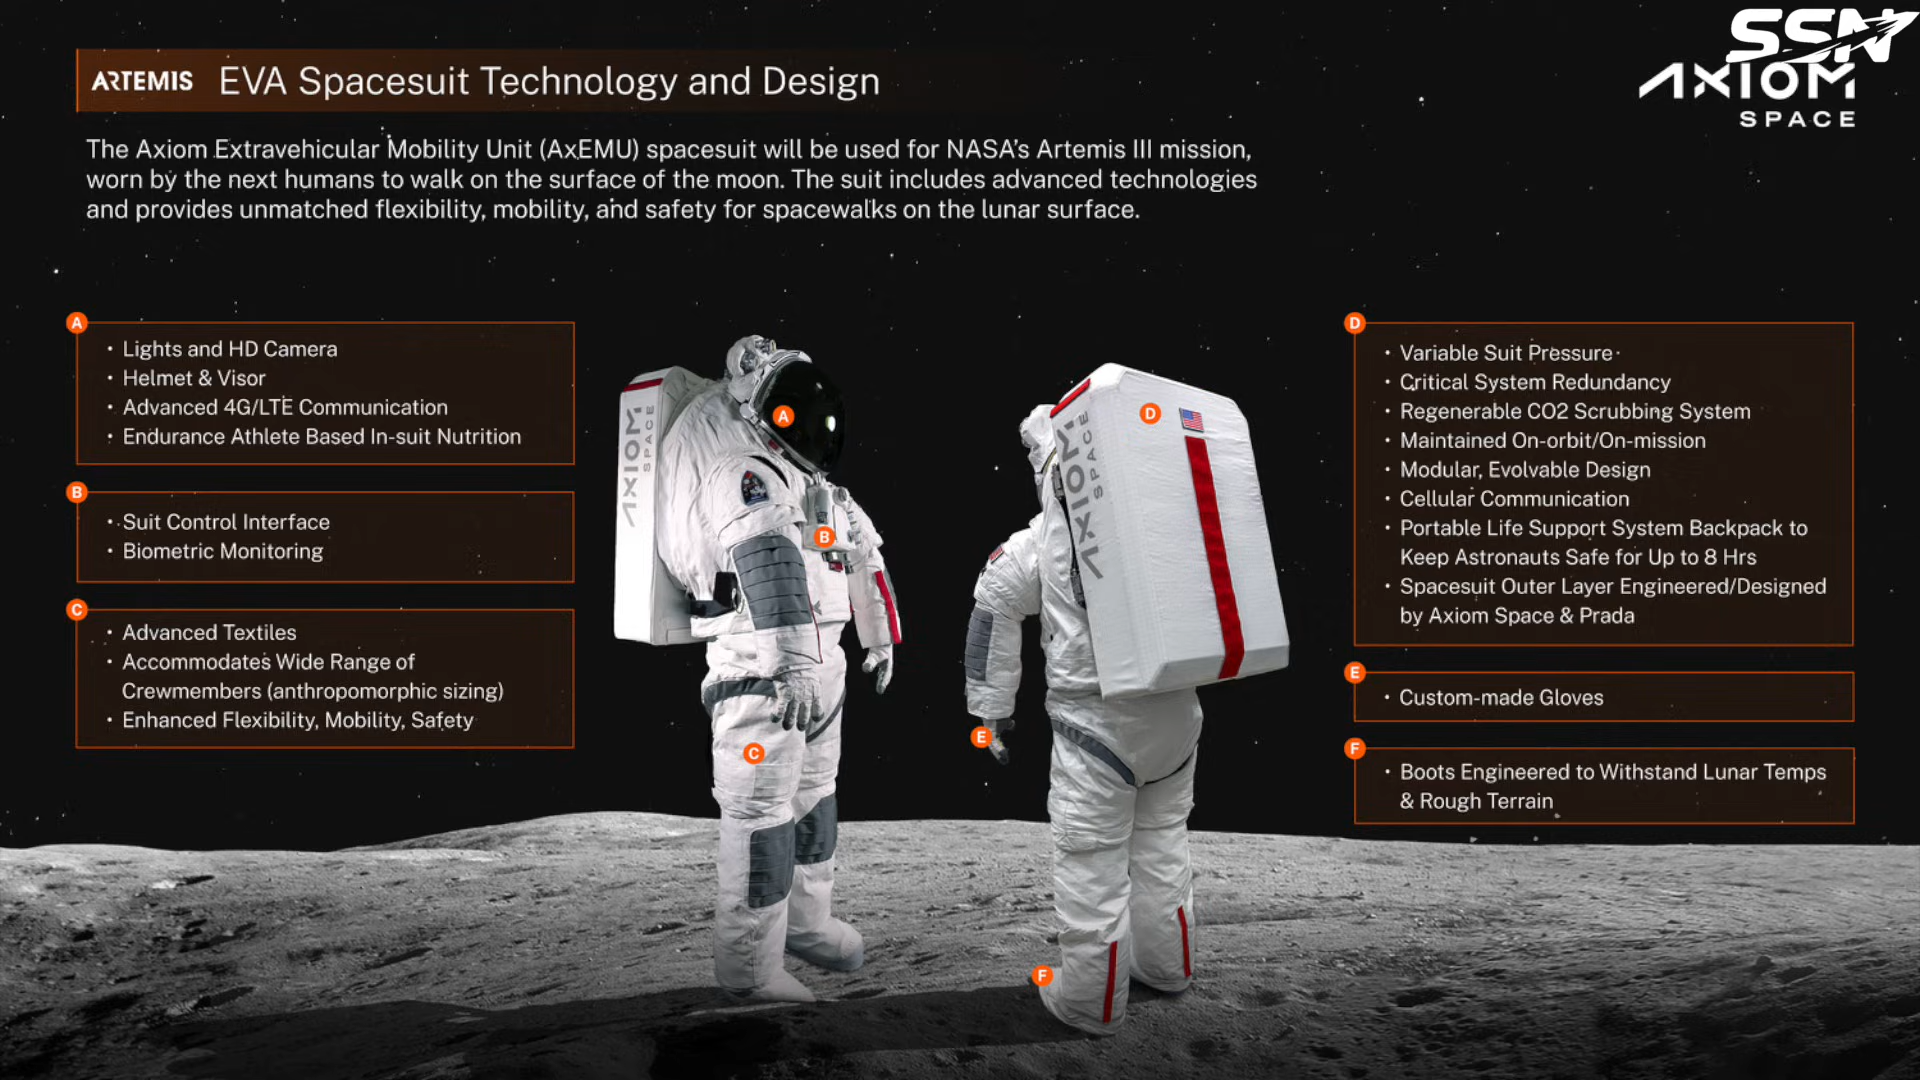 SSN
AXIOM
SPACE
ARTEMIS EVA Spacesuit Technology and Design
The Axiom Extravehicular Mobility Unit (AxEMU) spacesuit will be used for NASA's Artemis III mission,
worn by the next humans to walk on the surface of the moon. The suit includes advanced technologies
and provides unmatched flexibility, mobility, and safety for spacewalks on the lunar surface.
A
• Lights and HD Camera
• Helmet & Visor
• Advanced 4G/LTE Communication
• Endurance Athlete Based In-suit Nutrition
B
• Suit Control Interface
• Biometric Monitoring
C
• Advanced Textiles
• Accommodates Wide Range of
Crewmembers (anthropomorphic sizing)
• Enhanced Flexibility, Mobility, Safety
AXIOM
SPACE
A
B
C
AXIOM
SPACE
D
E
F
D
• Variable Suit Pressure
• Critical System Redundancy
• Regenerable CO2 Scrubbing System
• Maintained On-orbit/On-mission
• Modular, Evolvable Design
• Cellular Communication
• Portable Life Support System Backpack to
Keep Astronauts Safe for Up to 8 Hrs
• Spacesuit Outer Layer Engineered/Designed
by Axiom Space & Prada
E
• Custom-made Gloves
F
• Boots Engineered to Withstand Lunar Temps
& Rough Terrain